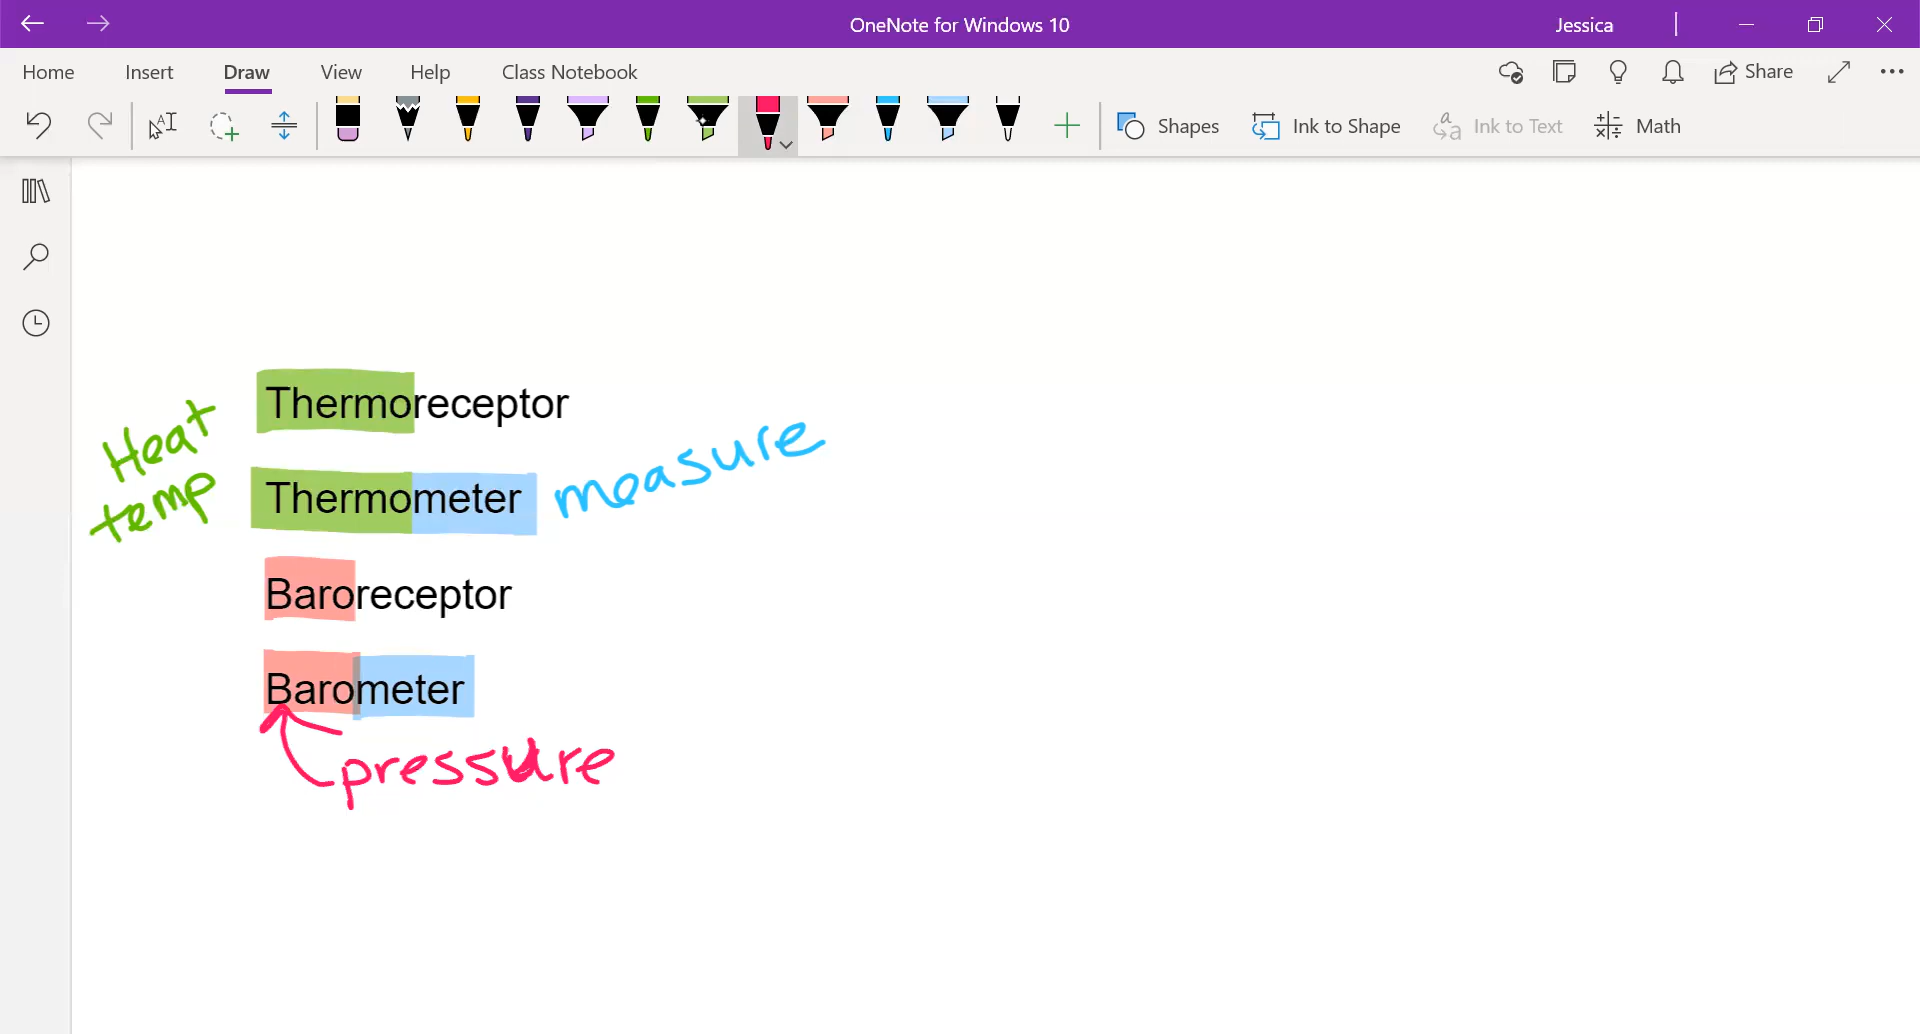 OneNote for Windows 10
Jessica
Home Insert Draw View Help Class Notebook Share
Shapes Ink to Shape Ink to Text Math
Thermoreceptor
Heat
temp
Thermometer measure
Baroreceptor
Barometer
pressure